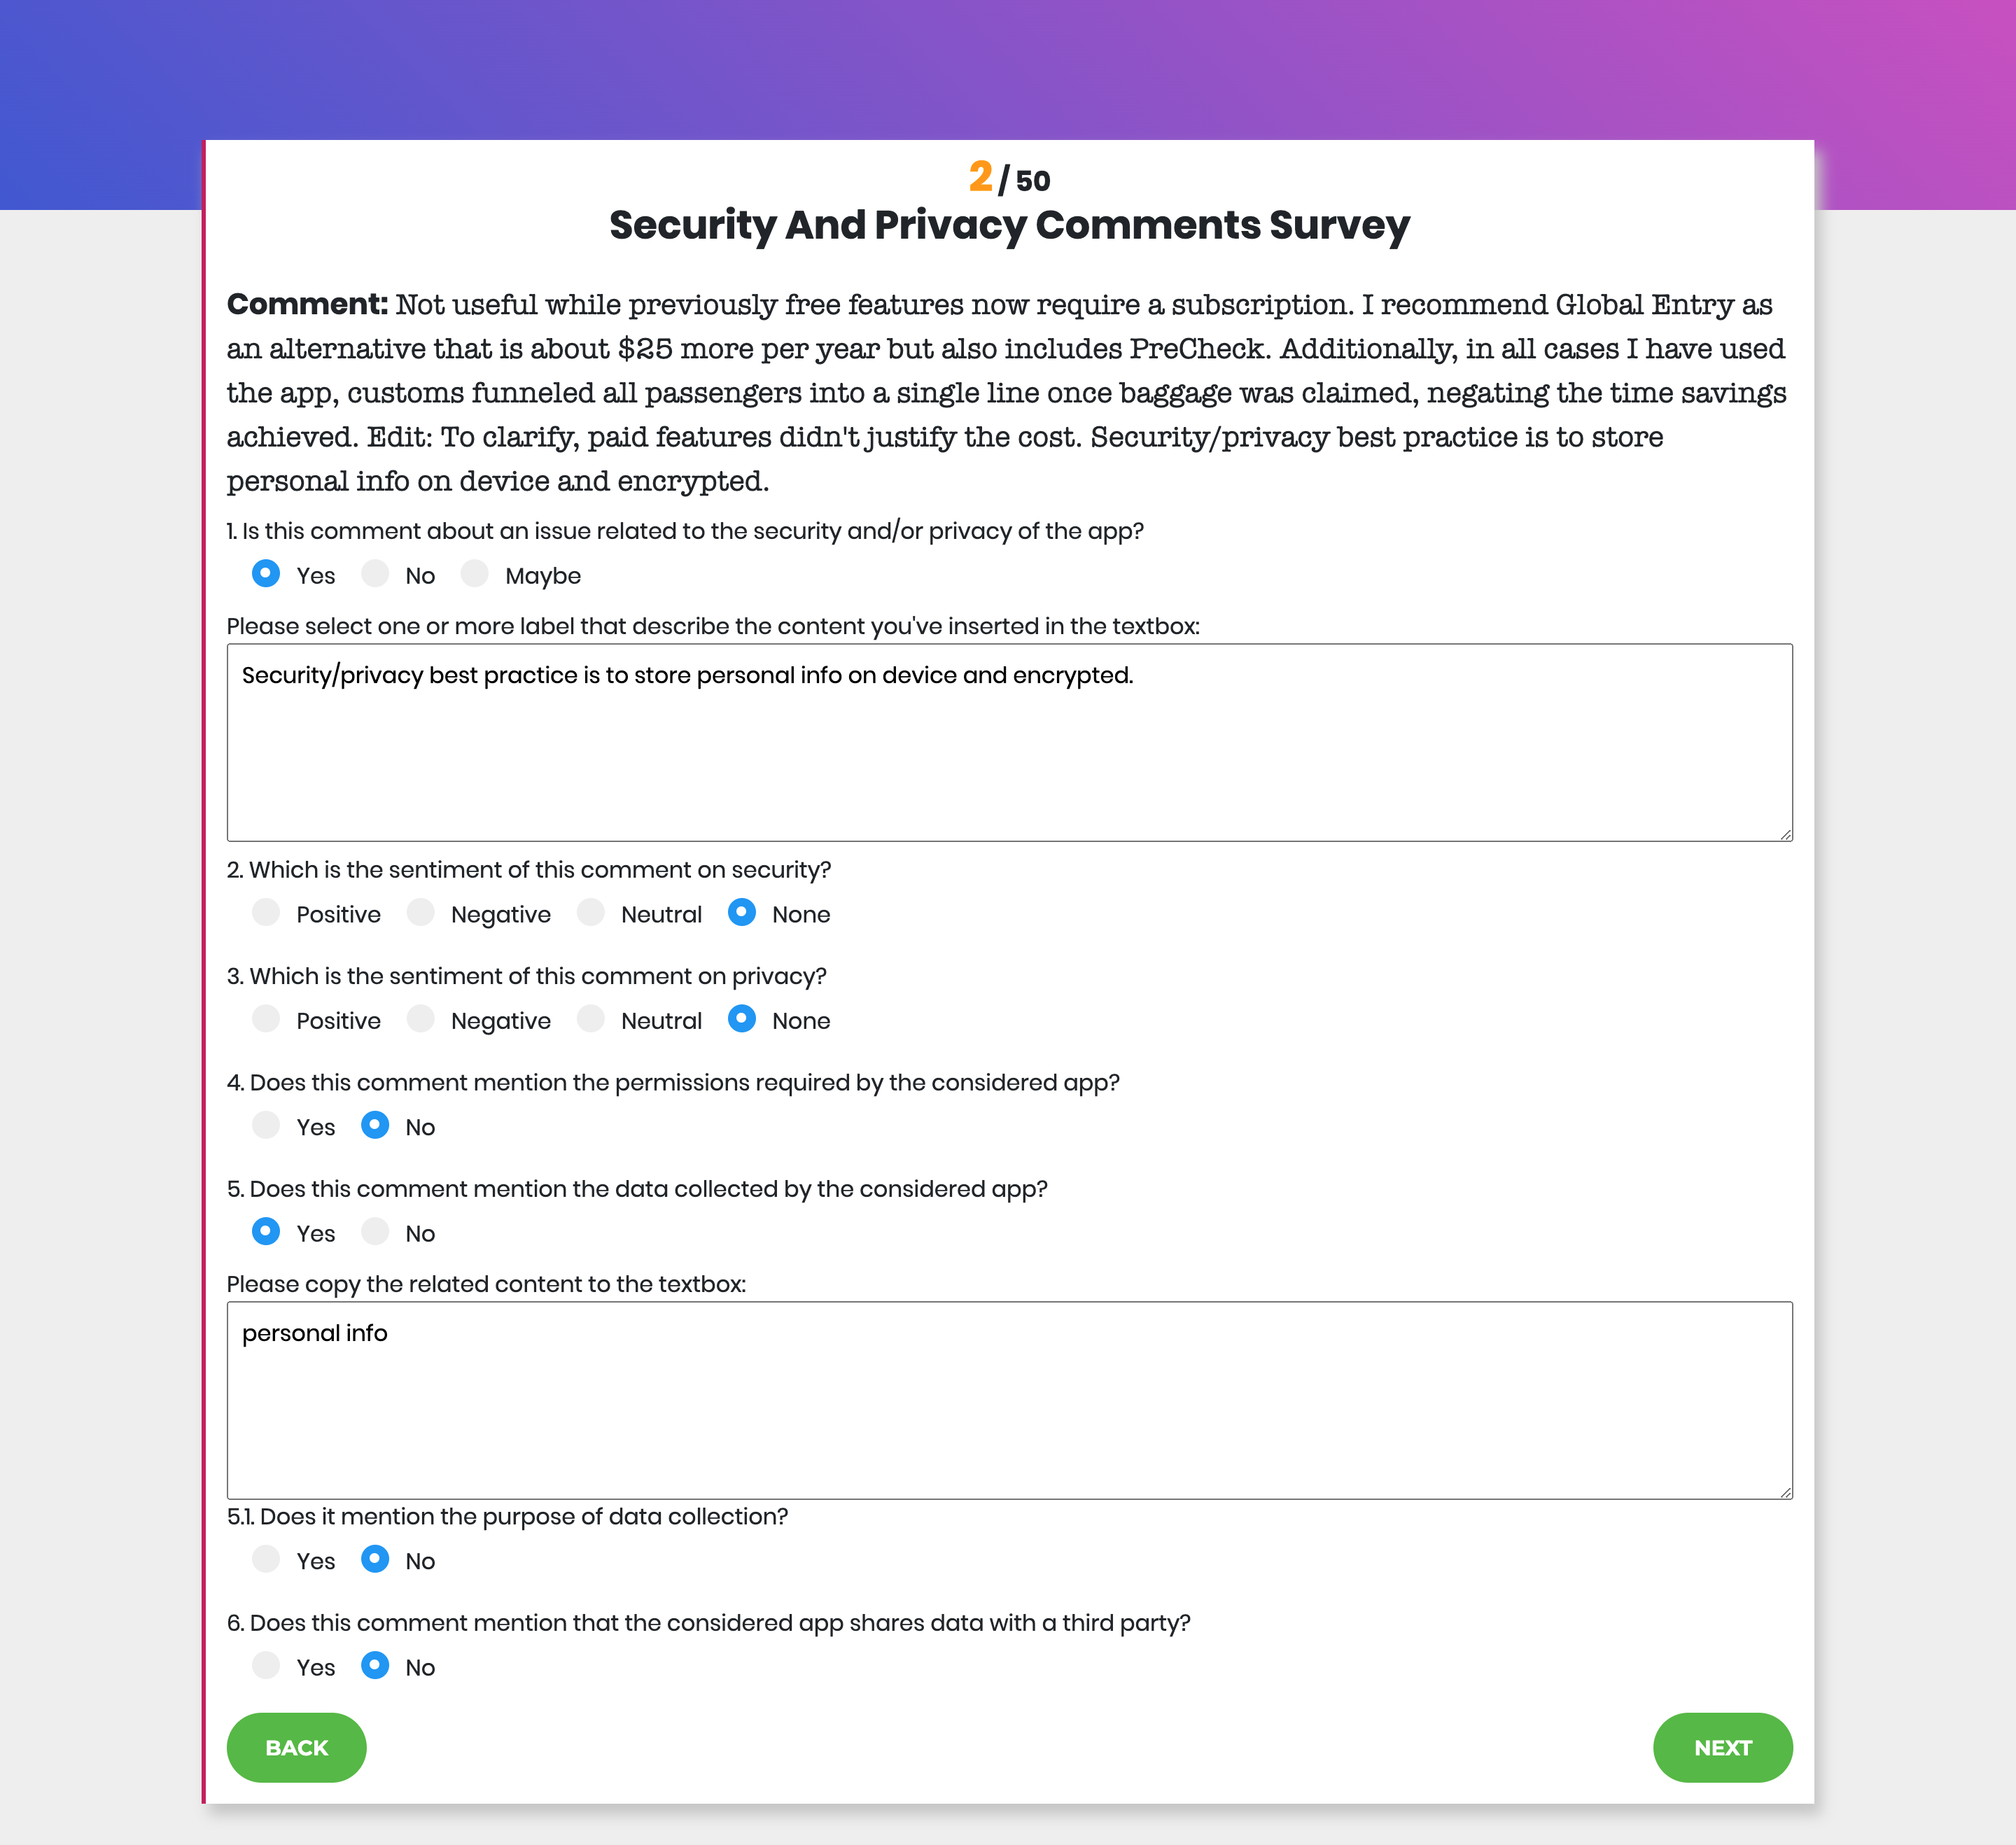 2 / 50
Security And Privacy Comments Survey
Comment: Not useful while previously free features now require a subscription. I recommend Global Entry as
an alternative that is about $25 more per year but also includes PreCheck. Additionally, in all cases I have used
the app, customs funneled all passengers into a single line once baggage was claimed, negating the time savings
achieved. Edit: To clarify, paid features didn't justify the cost. Security/privacy best practice is to store
personal info on device and encrypted.
1. Is this comment about an issue related to the security and/or privacy of the app?
Yes No Maybe
Please select one or more label that describe the content you've inserted in the textbox:
Security/privacy best practice is to store personal info on device and encrypted.
2. Which is the sentiment of this comment on security?
Positive Negative Neutral None
3. Which is the sentiment of this comment on privacy?
Positive Negative Neutral None
4. Does this comment mention the permissions required by the considered app?
Yes No
5. Does this comment mention the data collected by the considered app?
Yes No
Please copy the related content to the textbox:
personal info
5.1. Does it mention the purpose of data collection?
Yes No
6. Does this comment mention that the considered app shares data with a third party?
Yes No
BACK NEXT